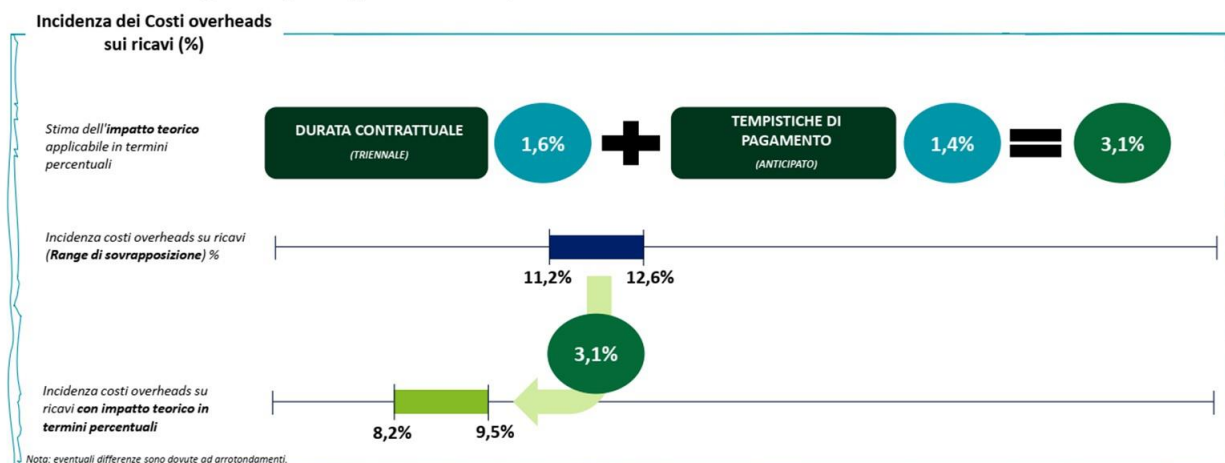 Incidenza dei Costi overheads
sui ricavi (%)
Stima dell'impatto teorico
applicabile in termini
percentuali
DURATA CONTRATTUALE
(TRIENNALE)
1,6%
TEMPISTICHE DI
PAGAMENTO
(ANTICIPATO)
1,4%
3,1%
Incidenza costi overheads su ricavi
(Range di sovrapposizione) %
11,2%
12,6%
3,1%
Incidenza costi overheads su
ricavi con impatto teorico in
termini percentuali
8,2%
9,5%
Nota: eventuali differenze sono dovute ad arrotondamenti.